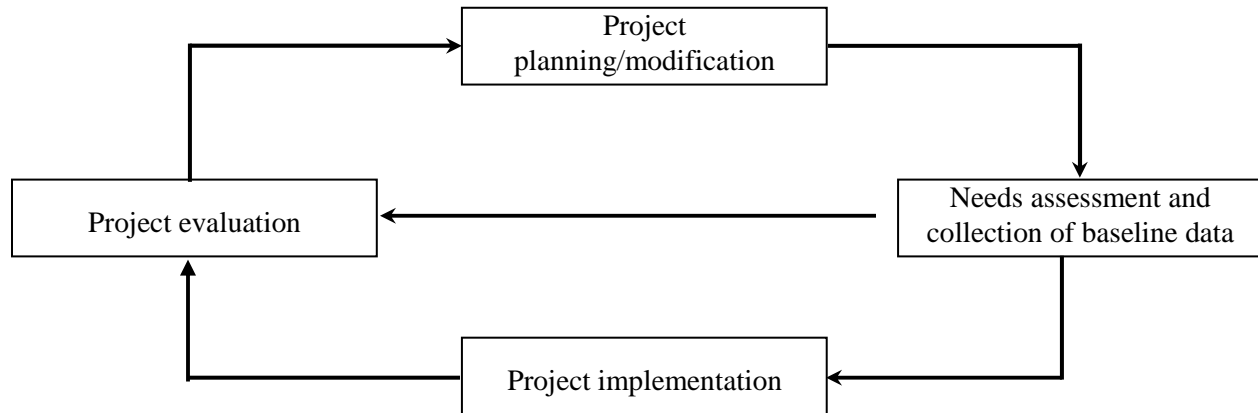 Project
planning/modification
Needs assessment and
collection of baseline data
Project evaluation
Project implementation